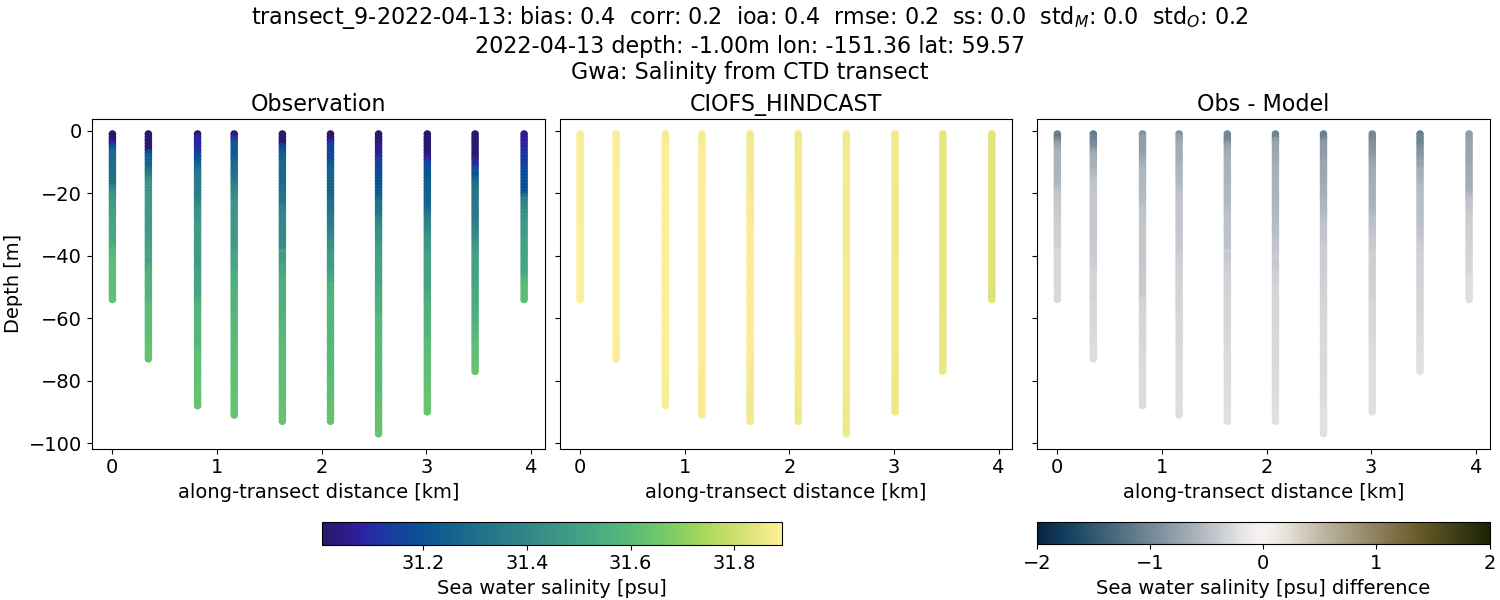 transect_9-2022-04-13: bias: 0.4  corr: 0.2  ioa: 0.4  rmse: 0.2  ss: 0.0  std_M: 0.0  std_O: 0.2
2022-04-13 depth: -1.00m lon: -151.36 lat: 59.57
Gwa: Salinity from CTD transect
Observation
CIOFS_HINDCAST
Obs - Model
Depth [m]
0
−20
−40
−60
−80
−100
0 1 2 3 4
0 1 2 3 4
0 1 2 3 4
along-transect distance [km]
along-transect distance [km]
along-transect distance [km]
31.2 31.4 31.6 31.8
Sea water salinity [psu]
−2 −1 0 1 2
Sea water salinity [psu] difference